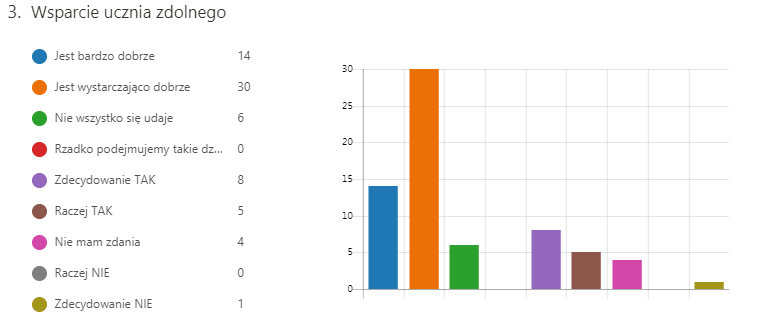 3. Wsparcie ucznia zdolnego
Jest bardzo dobrze 14
Jest wystarczająco dobrze 30
Nie wszystko się udaje 6
Rzadko podejmujemy takie dz... 0
Zdecydowanie TAK 8
Raczej TAK 5
Nie mam zdania 4
Raczej NIE 0
Zdecydowanie NIE 1
30
25
20
15
10
5
0